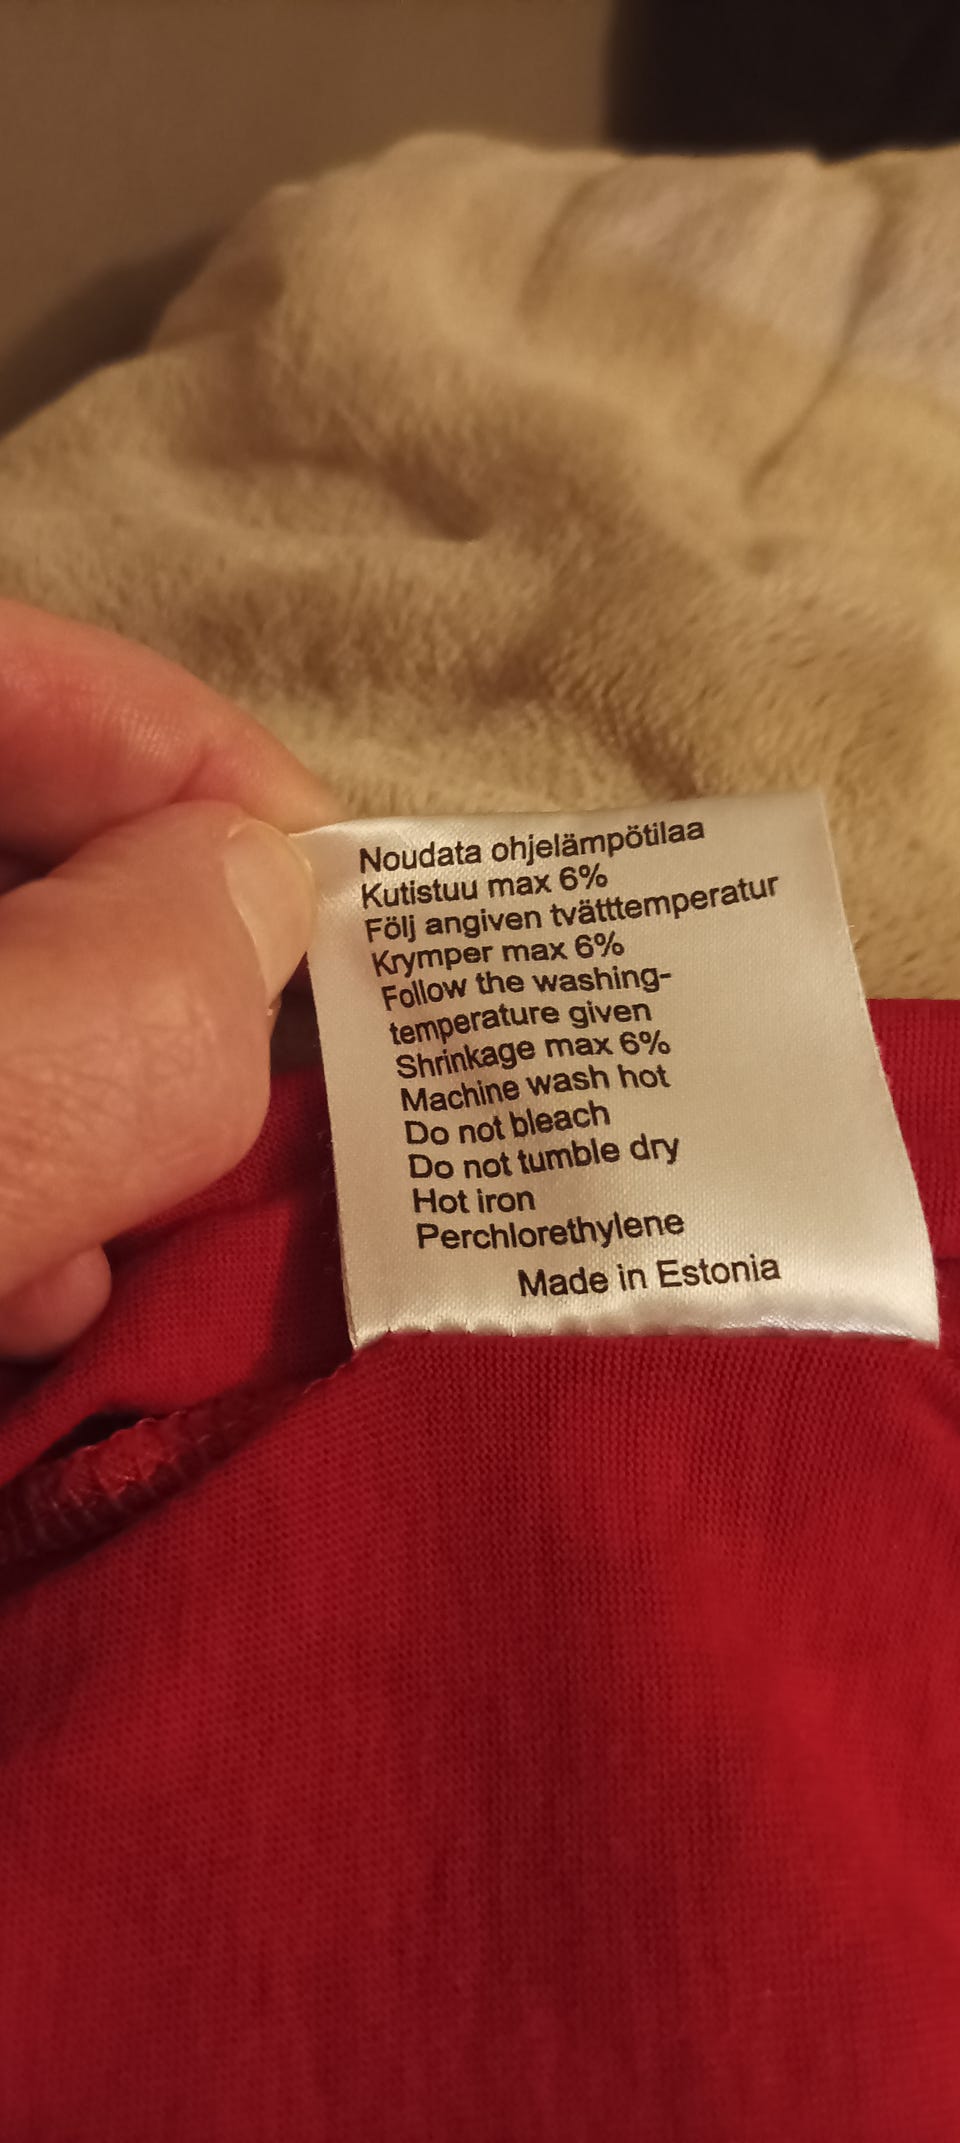 Noudata ohjelämpötilaa
Kutistuu max 6%
Följ angiven tvätttemperatur
Krymper max 6%
Follow the washing-
temperature given
Shrinkage max 6%
Machine wash hot
Do not bleach
Do not tumble dry
Hot iron
Perchlorethylene
Made in Estonia